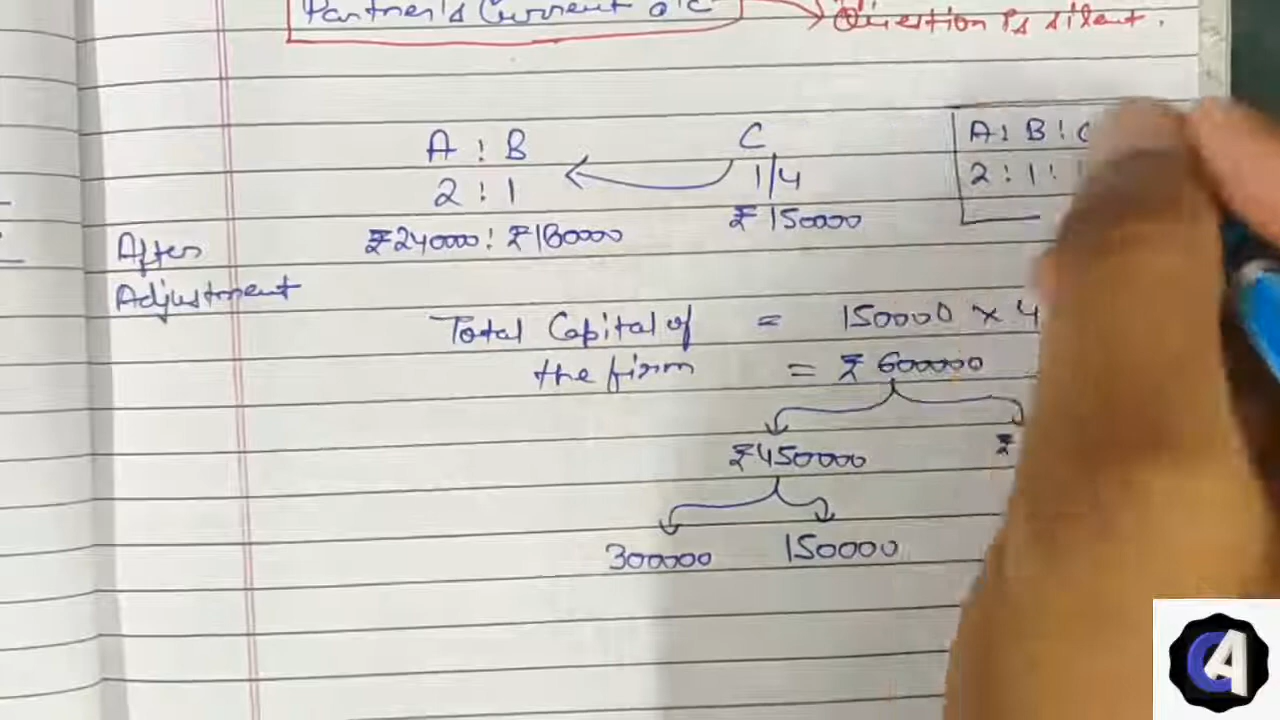 Partner's Current a/c
Question is silent.
A : B
2 : 1
C
1/4
₹ 150000
A : B : C
2 : 1 :
After
Adjustment
₹240000 : ₹180000
Total Capital of
the firm
= 150000 × 4
= ₹ 600000
₹450000
₹
300000
150000
CA